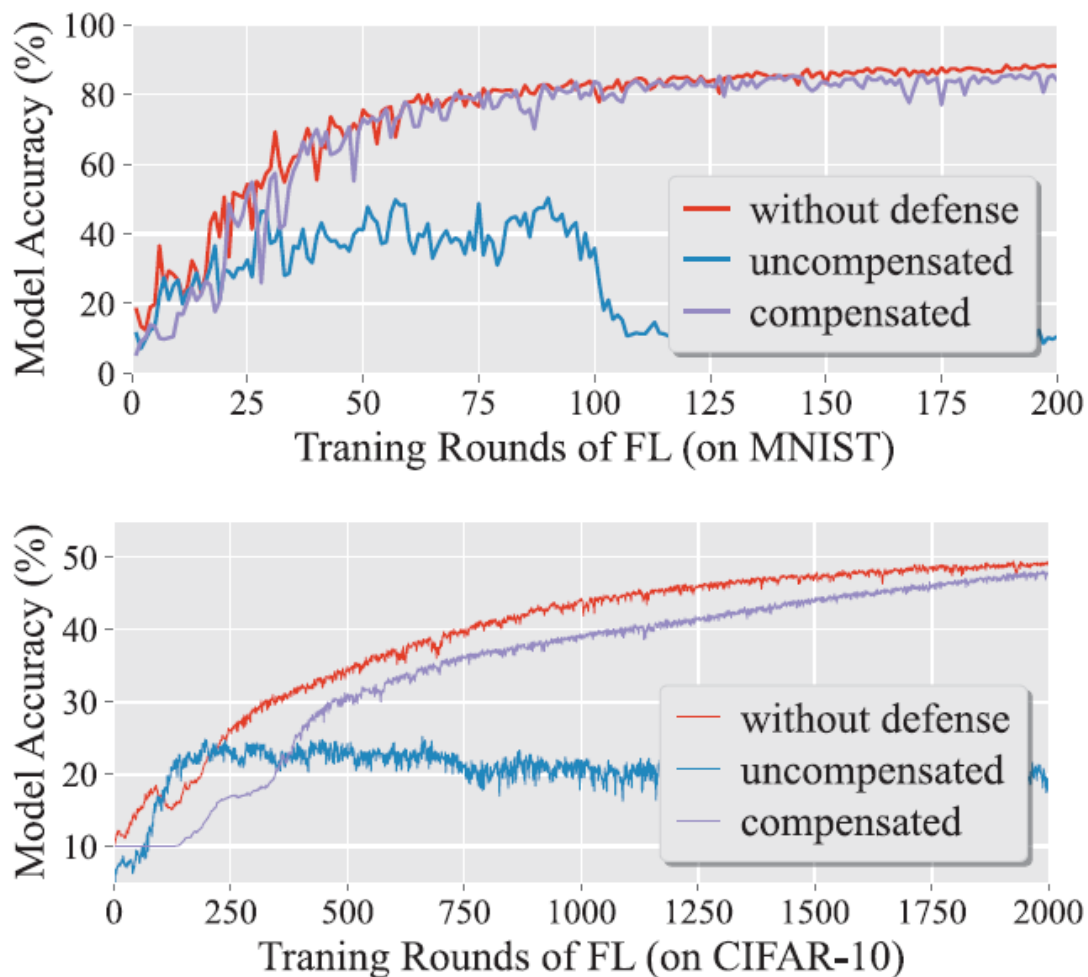 Model Accuracy (%)
100
80
60
40
20
0
without defense
uncompensated
compensated
0 25 50 75 100 125 150 175 200
Traning Rounds of FL (on MNIST)
Model Accuracy (%)
50
40
30
20
10
without defense
uncompensated
compensated
0 250 500 750 1000 1250 1500 1750 2000
Traning Rounds of FL (on CIFAR-10)